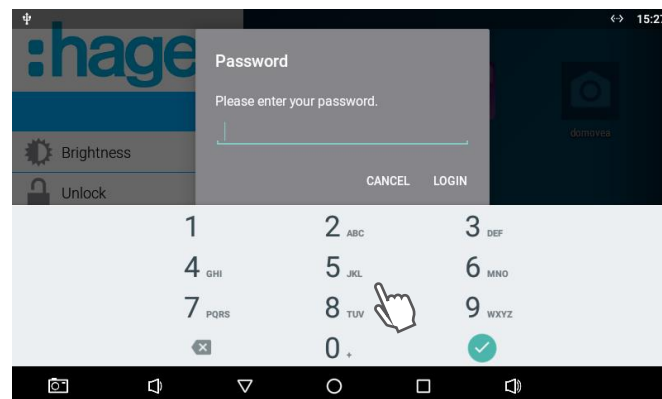 15:27
:hage
Password
Please enter your password.
domovea
Brightness
CANCEL LOGIN
Unlock
1 2 ABC 3 DEF
4 GHI 5 JKL 6 MNO
7 PQRS 8 TUV 9 WXYZ
0 +